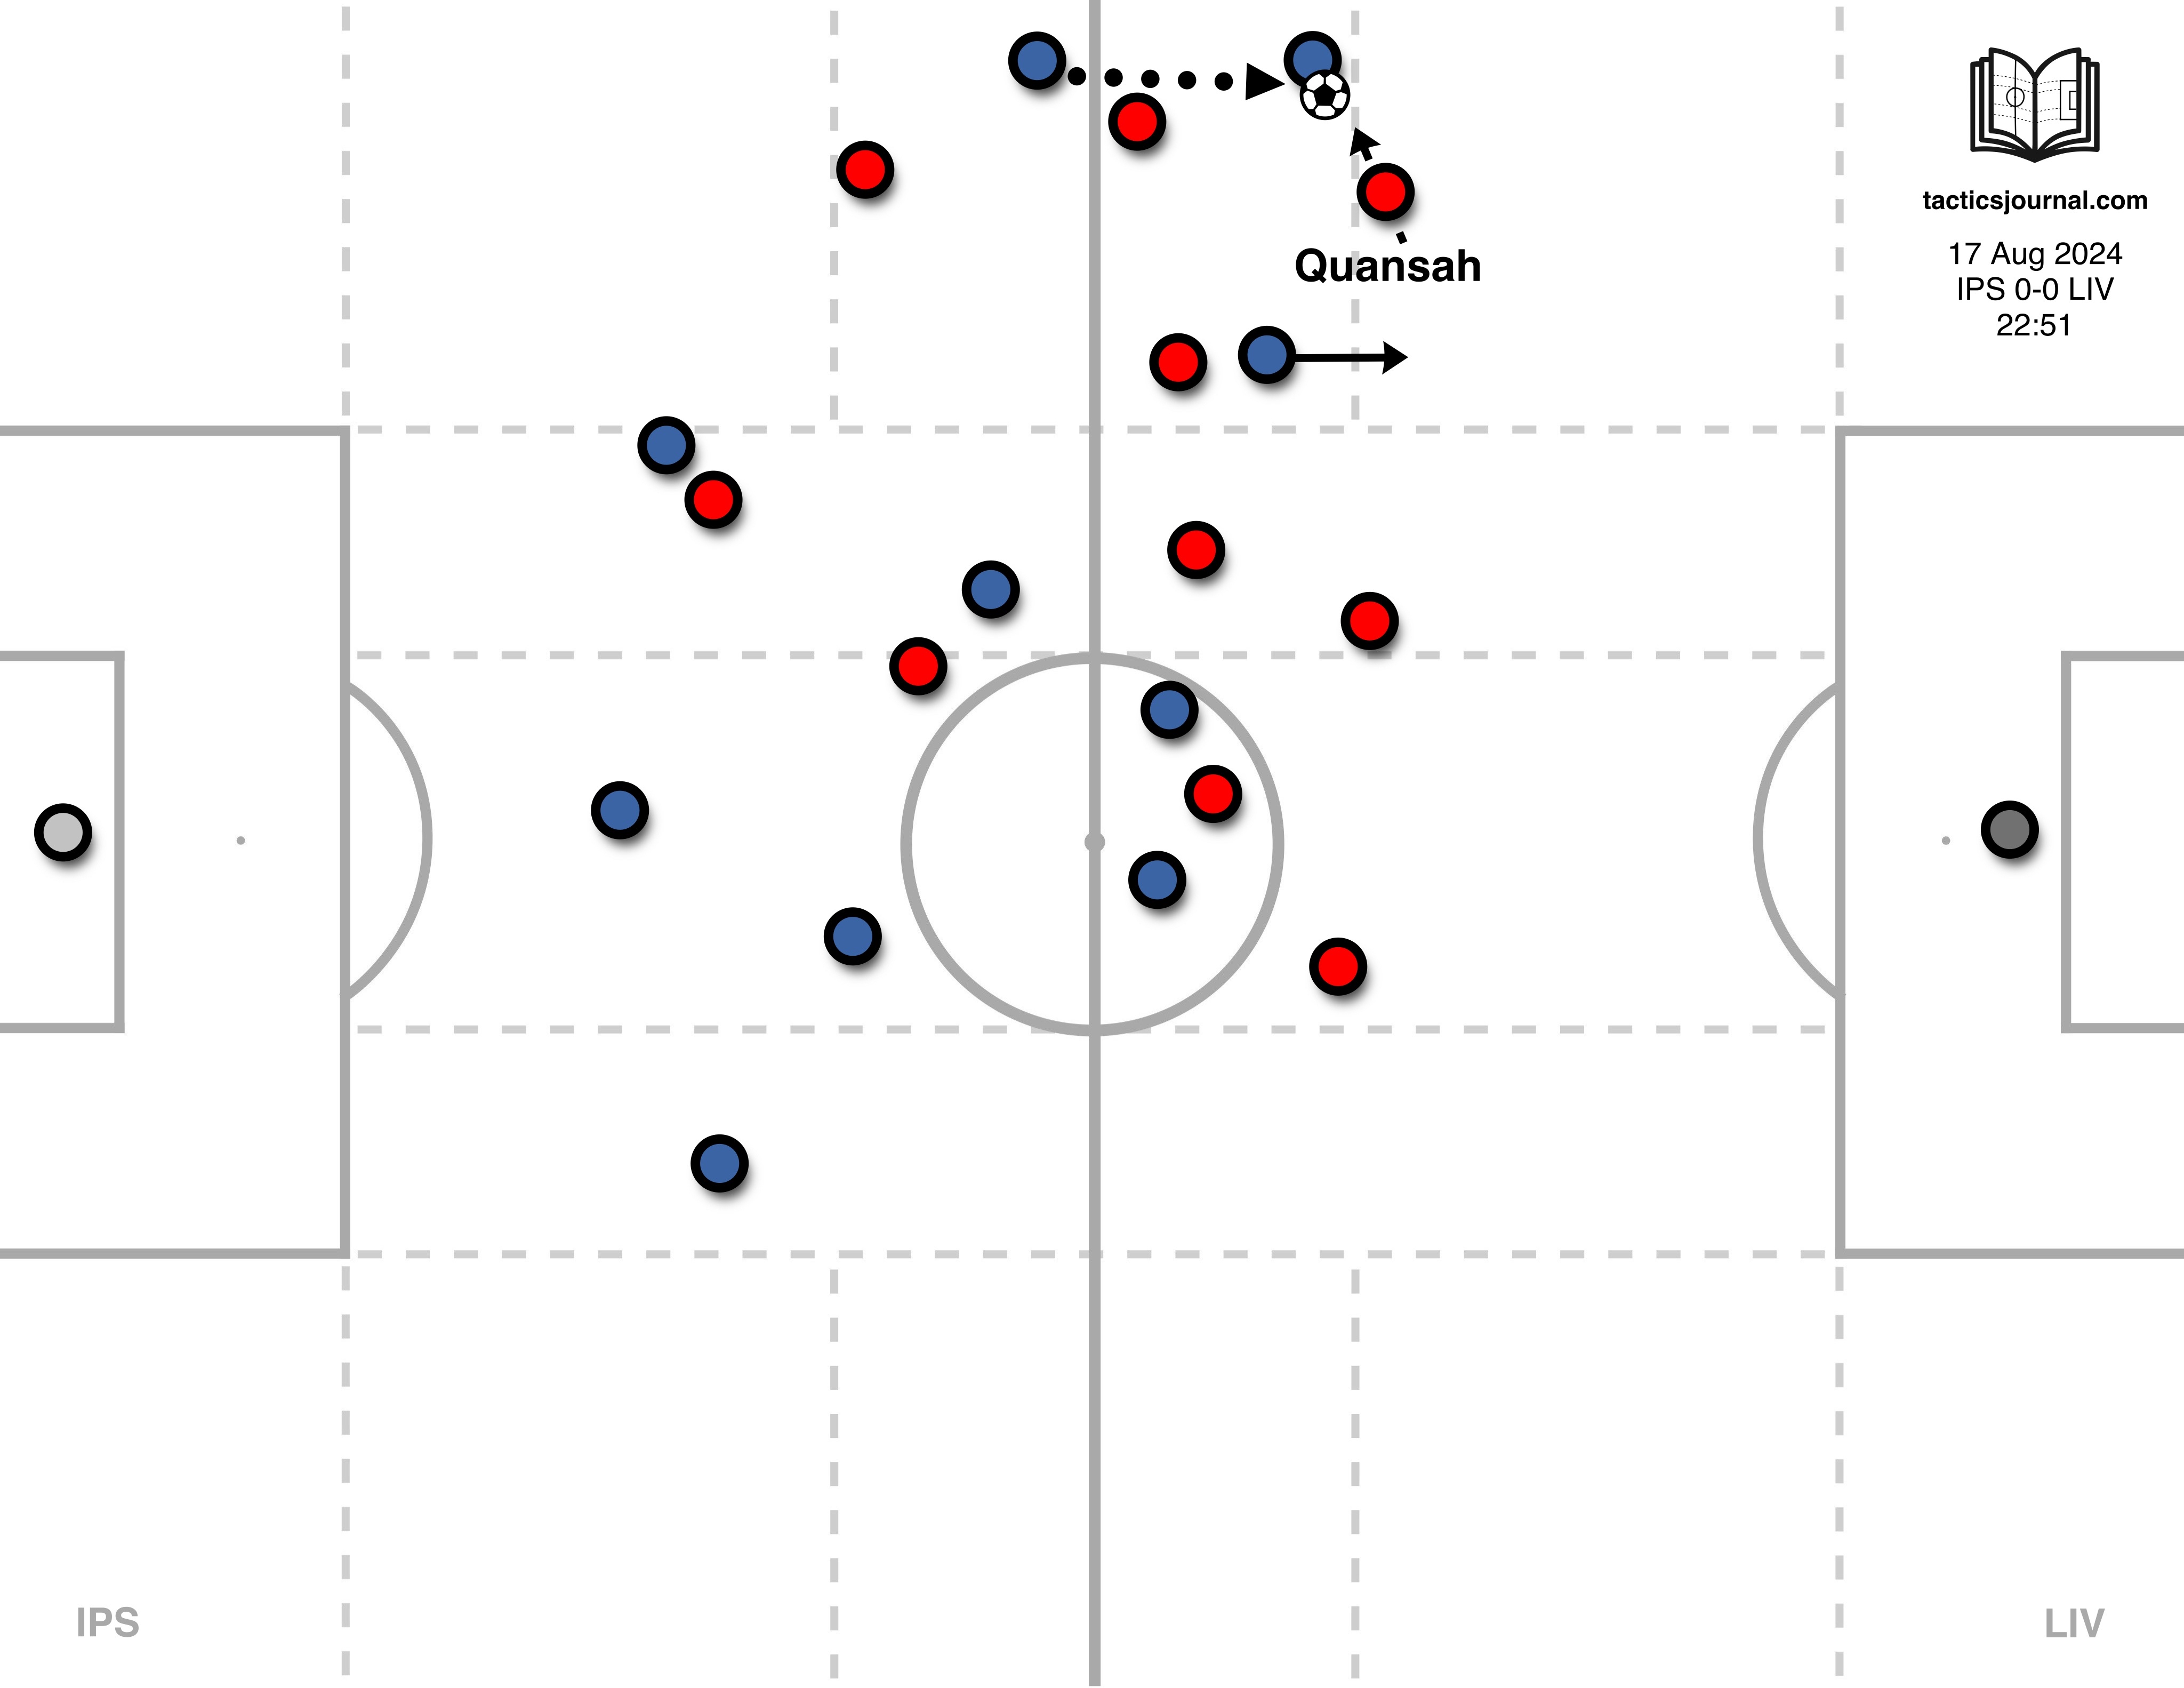 tacticsjournal.com
17 Aug 2024
IPS 0-0 LIV
22:51
Quansah
IPS
LIV